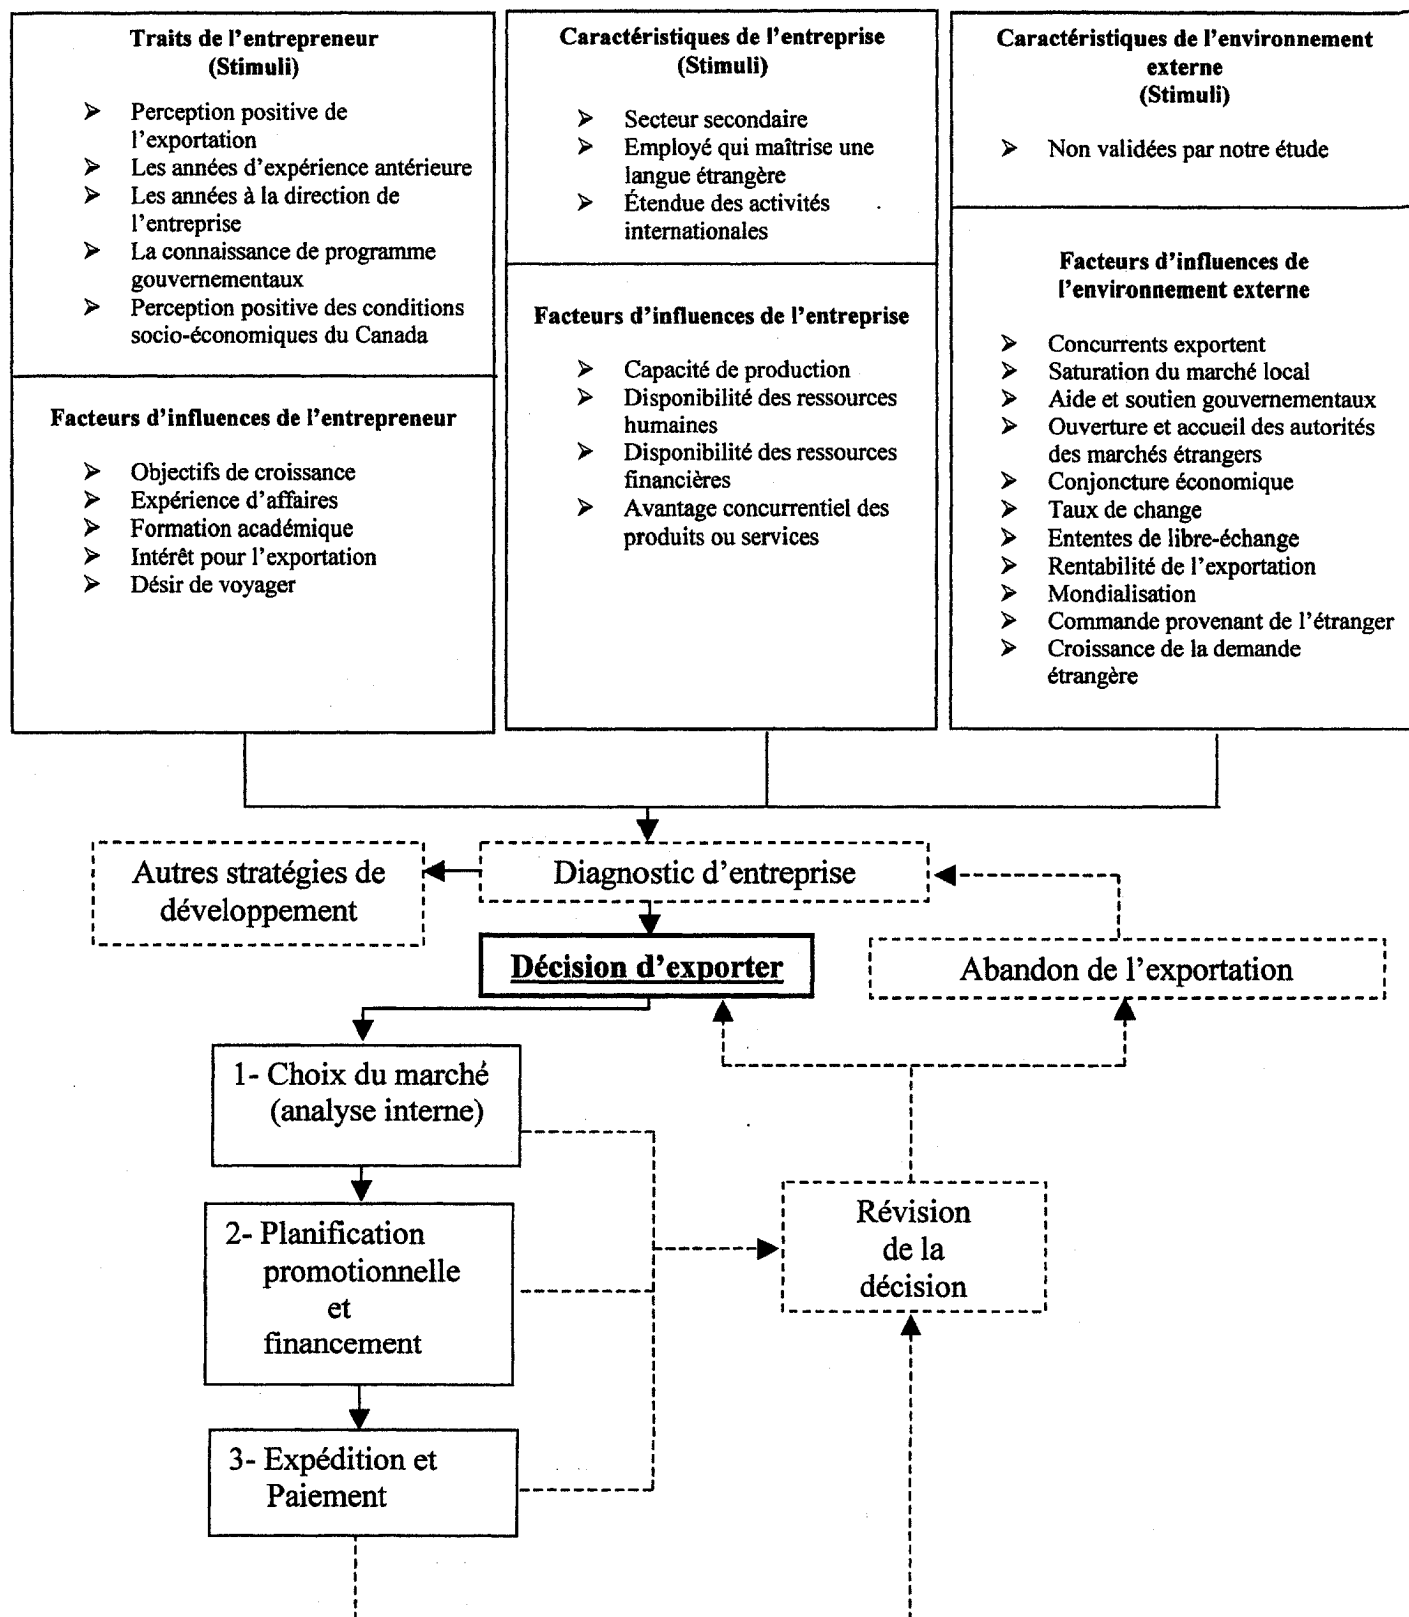 Traits de l'entrepreneur
(Stimuli)
➢ Perception positive de
l'exportation
➢ Les années d'expérience antérieure
➢ Les années à la direction de
l'entreprise
➢ La connaissance de programme
gouvernementaux
➢ Perception positive des conditions
socio-économiques du Canada
Facteurs d'influences de l'entrepreneur
➢ Objectifs de croissance
➢ Expérience d'affaires
➢ Formation académique
➢ Intérêt pour l'exportation
➢ Désir de voyager
Caractéristiques de l'entreprise
(Stimuli)
➢ Secteur secondaire
➢ Employé qui maîtrise une
langue étrangère
➢ Étendue des activités
internationales
Facteurs d'influences de l'entreprise
➢ Capacité de production
➢ Disponibilité des ressources
humaines
➢ Disponibilité des ressources
financières
➢ Avantage concurrentiel des
produits ou services
Caractéristiques de l'environnement
externe
(Stimuli)
➢ Non validées par notre étude
Facteurs d'influences de
l'environnement externe
➢ Concurrents exportent
➢ Saturation du marché local
➢ Aide et soutien gouvernementaux
➢ Ouverture et accueil des autorités
des marchés étrangers
➢ Conjoncture économique
➢ Taux de change
➢ Ententes de libre-échange
➢ Rentabilité de l'exportation
➢ Mondialisation
➢ Commande provenant de l'étranger
➢ Croissance de la demande
étrangère
Autres stratégies de
développement
Diagnostic d'entreprise
Décision d'exporter
Abandon de l'exportation
1- Choix du marché
(analyse interne)
2- Planification
promotionnelle
et
financement
Révision
de la
décision
3- Expédition et
Paiement